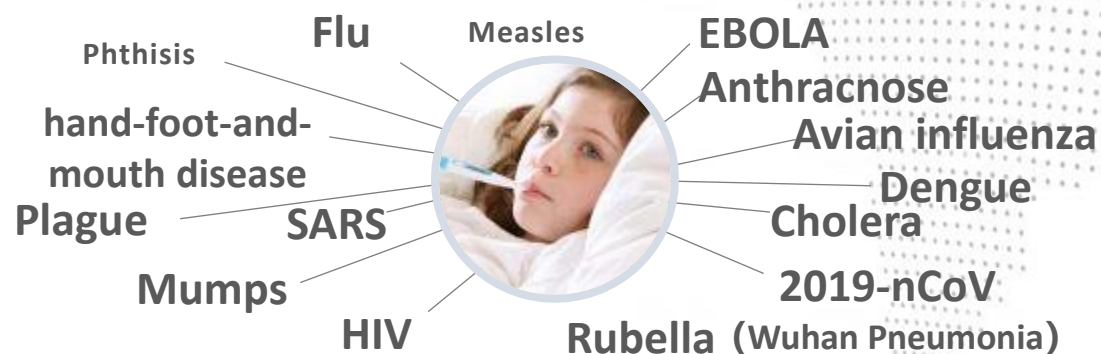 Flu
Measles
EBOLA
Phthisis
Anthracnose
hand-foot-and-
mouth disease
Avian influenza
Dengue
Plague
SARS
Cholera
Mumps
2019-nCoV
HIV
Rubella (Wuhan Pneumonia)